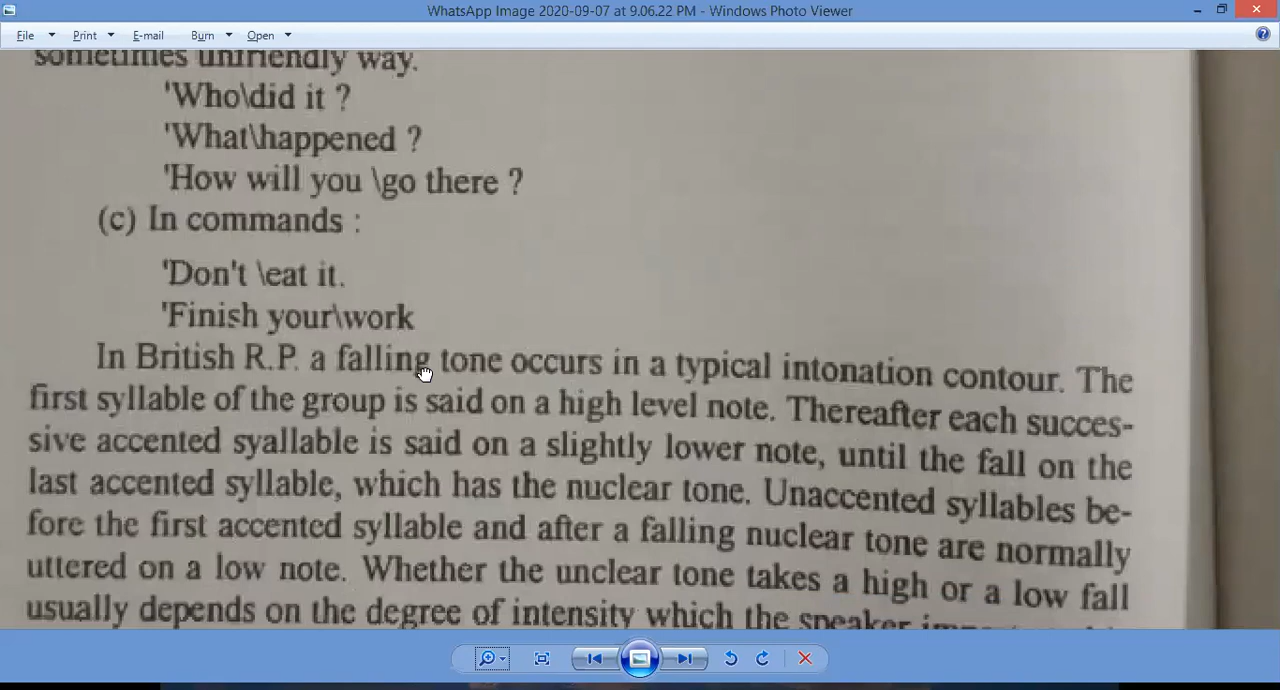 WhatsApp Image 2020-09-07 at 9.06.22 PM - Windows Photo Viewer
File Print E-mail Burn Open
sometimes unfriendly way.
'Who\did it ?
'What\happened ?
'How will you \go there ?
(c) In commands :
'Don't \eat it.
'Finish your\work
In British R.P. a falling tone occurs in a typical intonation contour. The
first syllable of the group is said on a high level note. Thereafter each succes-
sive accented syallable is said on a slightly lower note, until the fall on the
last accented syllable, which has the nuclear tone. Unaccented syllables be-
fore the first accented syllable and after a falling nuclear tone are normally
uttered on a low note. Whether the unclear tone takes a high or a low fall
usually depends on the degree of intensity which the speaker